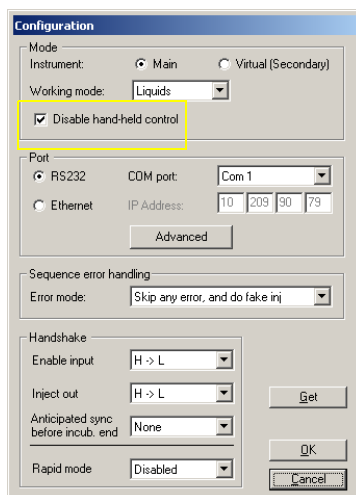 Configuration
Mode
Instrument: Main Virtual (Secondary)
Working mode: Liquids
Disable hand-held control
Port
RS232 COM port: Com 1
Ethernet IP Address: 10 209 90 79
Advanced
Sequence error handling
Error mode: Skip any error, and do fake inj
Handshake
Enable input H -> L
Inject out H -> L
Get
Anticipated sync
before incub. end None
OK
Rapid mode Disabled
Cancel